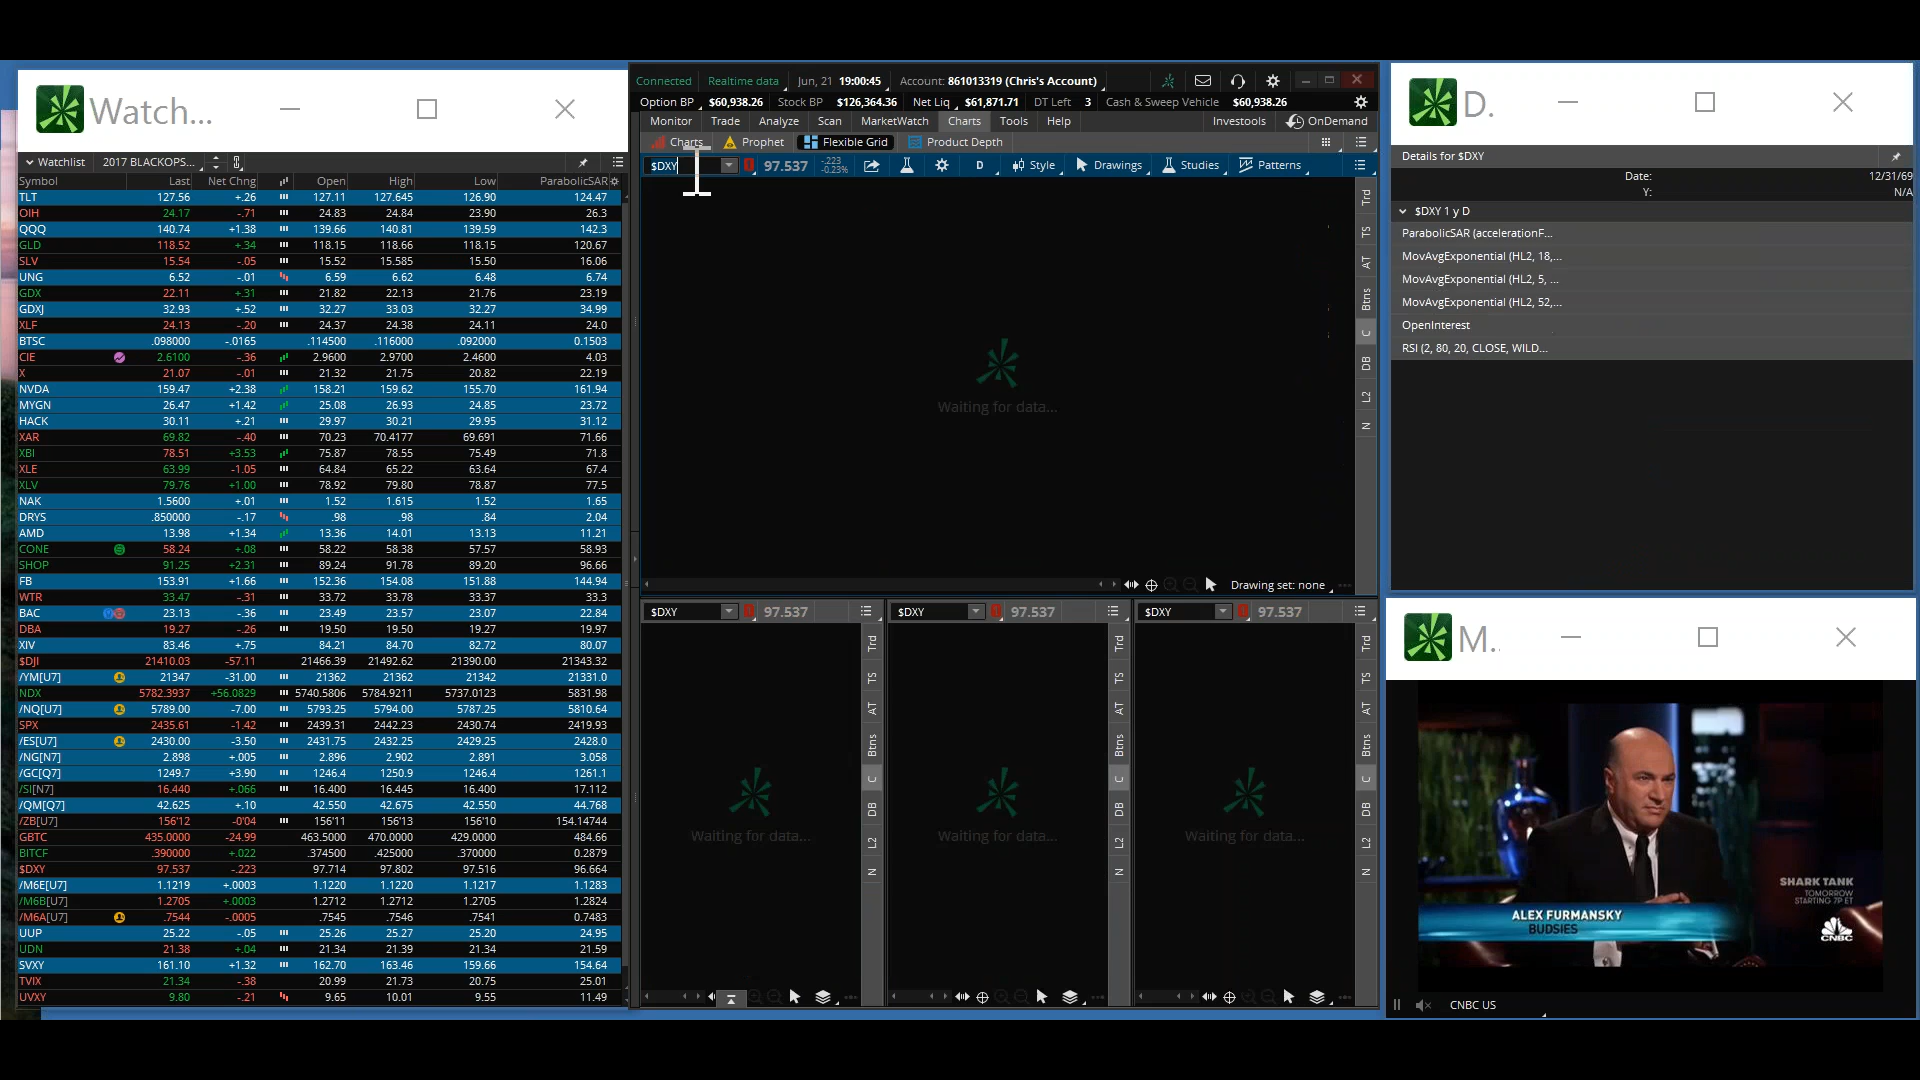 Watch...
Watchlist 2017 BLACKOPS...
Symbol Last Net Chng Open High Low ParabolicSAR
TLT 127.56 +.26 127.11 127.645 126.90 124.47
OIH 24.17 -.71 24.83 24.84 23.90 26.3
QQQ 140.74 +1.38 139.66 140.81 139.59 142.3
GLD 118.52 +.34 118.15 118.66 118.15 120.67
SLV 15.54 -.05 15.52 15.585 15.50 16.06
UNG 6.52 -.01 6.59 6.62 6.48 6.74
GDX 22.11 +.31 21.82 22.13 21.76 23.19
GDXJ 32.93 +.52 32.27 33.03 32.27 34.99
XLF 24.13 -.20 24.37 24.38 24.11 24.0
BTSC .098000 -.0165 .114500 .116000 .092000 0.1503
CIE 2.6100 -.36 2.9600 2.9700 2.4600 4.03
X 21.07 -.01 21.32 21.75 20.82 22.19
NVDA 159.47 +2.38 158.21 159.62 155.70 161.94
MYGN 26.47 +1.42 25.08 26.93 24.85 23.72
HACK 30.11 +.21 29.97 30.21 29.95 31.12
XAR 69.82 -.40 70.23 70.4177 69.691 71.66
XBI 78.51 +3.53 75.87 78.55 75.49 71.8
XLE 63.99 -1.05 64.84 65.22 63.64 67.4
XLV 79.76 +1.00 78.92 79.80 78.87 77.5
NAK 1.5600 +.01 1.52 1.615 1.52 1.65
DRYS .850000 -.17 .98 .98 .84 2.04
AMD 13.98 +1.34 13.36 14.01 13.13 11.21
CONE 58.24 +.08 58.22 58.38 57.57 58.93
SHOP 91.25 +2.31 89.24 91.78 89.20 96.66
FB 153.91 +1.66 152.36 154.08 151.88 144.94
WTR 33.47 -.31 33.72 33.78 33.37 33.3
BAC 23.13 -.36 23.49 23.57 23.07 22.84
DBA 19.27 -.26 19.50 19.50 19.27 19.97
XIV 83.46 +.75 84.21 84.70 82.72 80.07
$DJI 21410.03 -57.11 21466.39 21492.62 21390.00 21343.32
/YM[U7] 21347 -31.00 21362 21362 21342 21331.0
NDX 5782.3937 +56.0829 5740.5806 5784.9211 5737.0123 5831.98
/NQ[U7] 5789.00 -7.00 5793.25 5794.00 5787.25 5810.64
SPX 2435.61 -1.42 2439.31 2442.23 2430.74 2419.93
/ES[U7] 2430.00 -3.50 2431.75 2432.25 2429.25 2428.0
/NG[N7] 2.898 +.005 2.896 2.902 2.891 3.058
/GC[Q7] 1249.7 +3.90 1246.4 1250.9 1246.4 1261.1
/SI[N7] 16.440 +.066 16.400 16.445 16.400 17.112
/QM[Q7] 42.625 +.10 42.550 42.675 42.550 44.768
/ZB[U7] 156'12 -0'04 156'11 156'13 156'10 154.14744
GBTC 435.0000 -24.99 463.5000 470.0000 429.0000 484.66
BITCF .390000 +.022 .374500 .425000 .370000 0.2879
$DXY 97.537 -.223 97.714 97.802 97.516 96.664
/M6E[U7] 1.1219 +.0003 1.1220 1.1220 1.1217 1.1283
/M6B[U7] 1.2705 +.0003 1.2712 1.2712 1.2705 1.2824
/M6A[U7] .7544 -.0005 .7545 .7546 .7541 0.7483
UUP 25.22 -.05 25.26 25.27 25.20 24.95
UDN 21.38 +.04 21.34 21.39 21.34 21.59
SVXY 161.10 +1.32 162.70 163.46 159.66 154.64
TVIX 21.34 -.38 20.99 21.73 20.75 25.01
UVXY 9.80 -.21 9.65 10.01 9.55 11.49
Connected Realtime data Jun, 21 19:00:45 Account: 861013319 (Chris's Account)
Option BP $60,938.26 Stock BP $126,364.36 Net Liq $61,871.71 DT Left 3 Cash & Sweep Vehicle $60,938.26
Monitor Trade Analyze Scan MarketWatch Charts Tools Help Investools OnDemand
Charts Prophet Flexible Grid Product Depth
$DXY 97.537 -.223 -0.23% D Style Drawings Studies Patterns
Trd
TS
AT
Btns
C
DB
L2
N
Waiting for data...
Drawing set: none
$DXY 97.537
Trd
TS
AT
Btns
C
DB
L2
N
Waiting for data...
$DXY 97.537
Trd
TS
AT
Btns
C
DB
L2
N
Waiting for data...
$DXY 97.537
Trd
TS
AT
Btns
C
DB
L2
N
Waiting for data...
D.
Details for $DXY
Date: 12/31/69
Y: N/A
$DXY 1 y D
ParabolicSAR (accelerationF...
MovAvgExponential (HL2, 18,...
MovAvgExponential (HL2, 5, ...
MovAvgExponential (HL2, 52,...
OpenInterest
RSI (2, 80, 20, CLOSE, WILD...
M.
SHARK TANK
TOMORROW
STARTING 7P ET
ALEX FURMANSKY
BUDSIES
CNBC
CNBC US